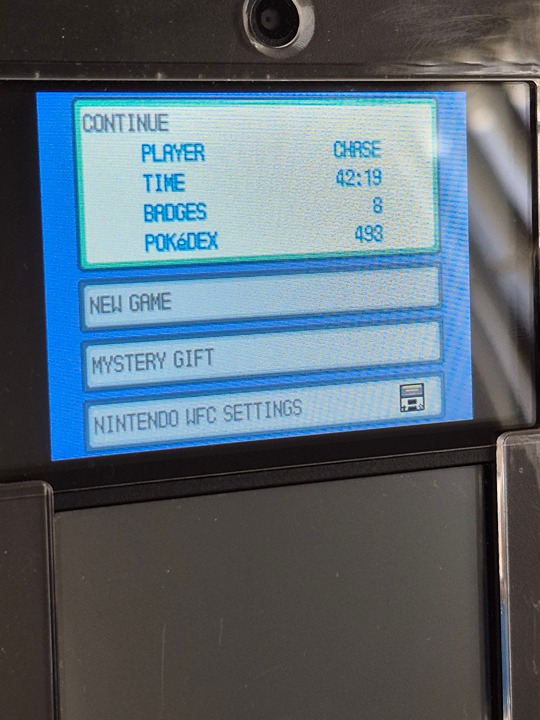 CONTINUE
PLAYER CHASE
TIME 42:19
BADGES 8
POKéDEX 493
NEW GAME
MYSTERY GIFT
NINTENDO WFC SETTINGS